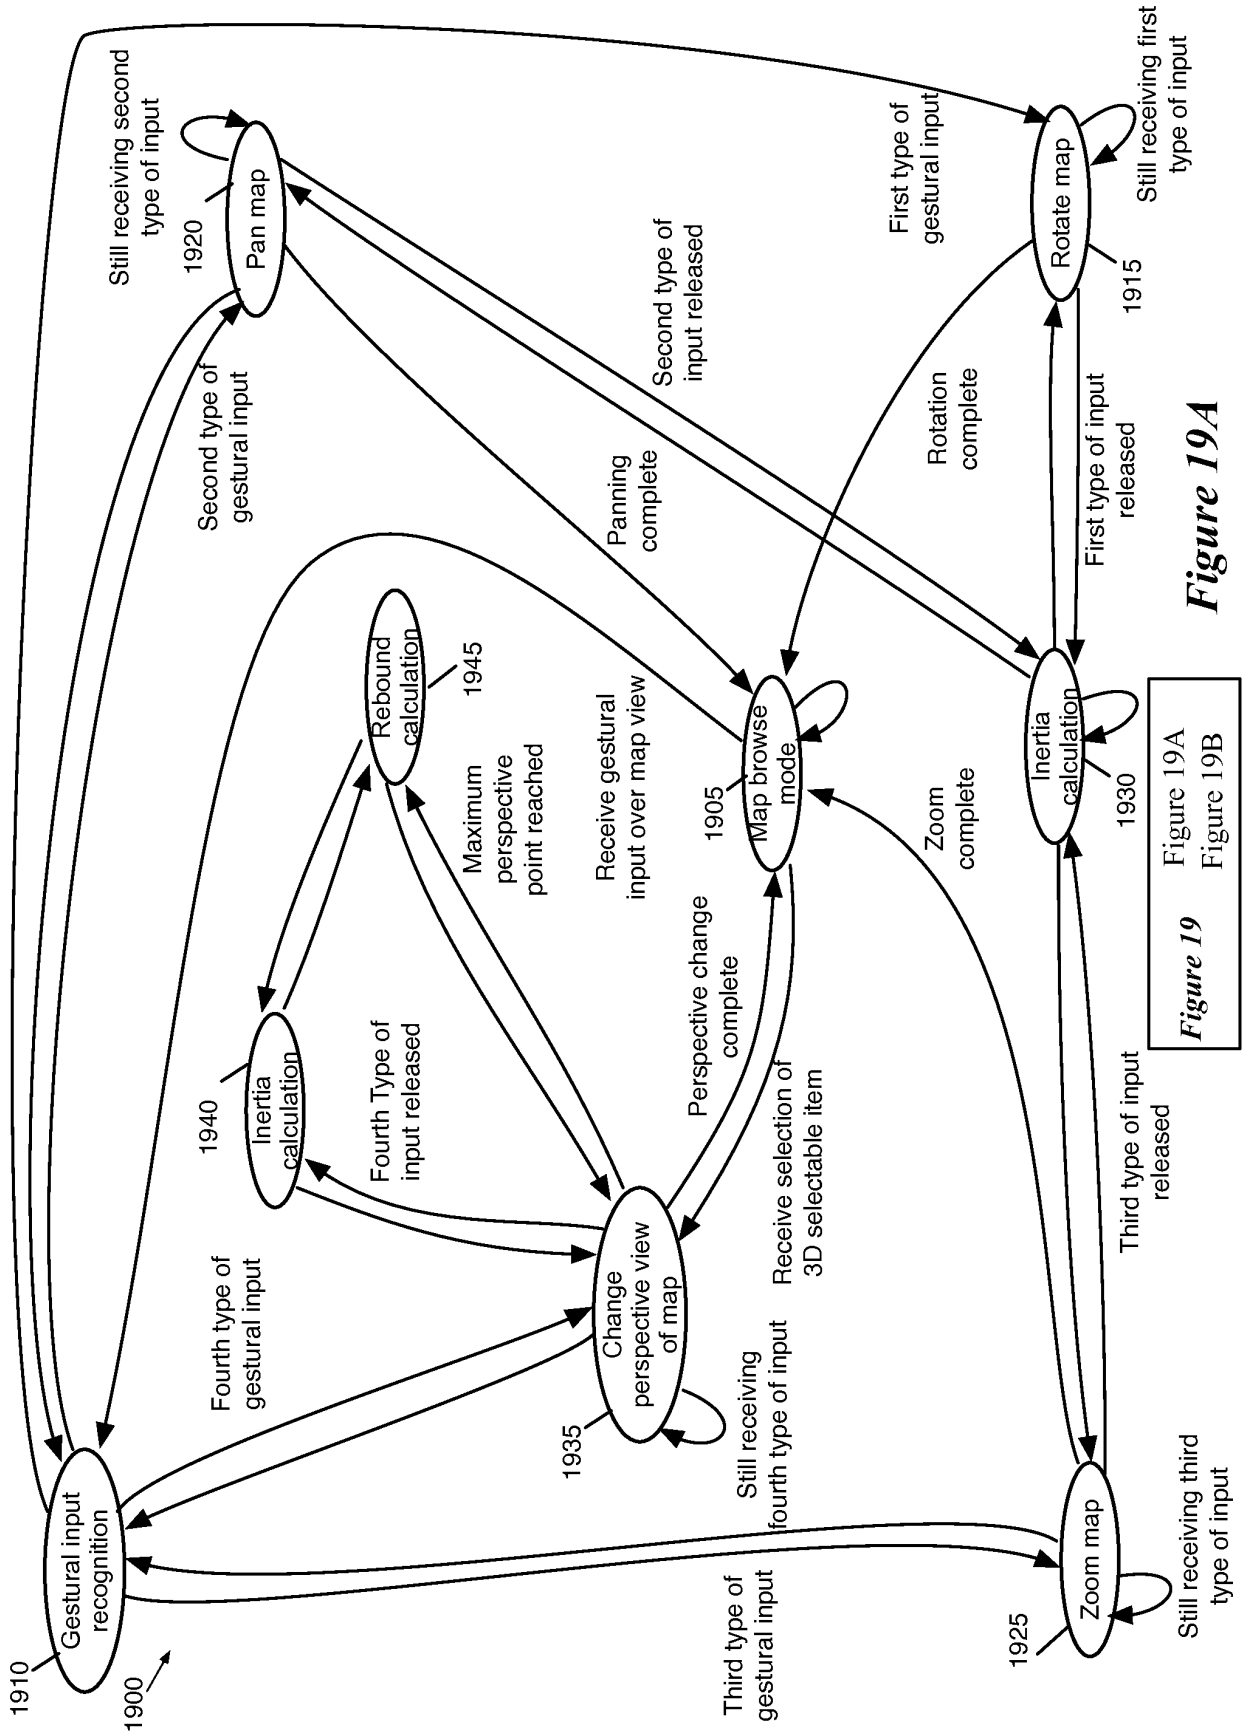 1910
Gestural input
recognition
1900
Fourth type of
gestural input
Second type of
gestural input
Still receiving second
type of input
1920
Pan map
1940
Inertia
calculation
Fourth Type of
input released
Rebound
calculation
1945
Maximum
perspective
point reached
Receive gestural
input over map view
Panning
complete
Second type of
input released
First type of
gestural input
1935
Change
perspective view
of map
Still receiving
fourth type of input
Perspective change
complete
Receive selection of
3D selectable item
1905
Map browse
mode
Third type of
gestural input
Zoom
complete
Rotation
complete
Rotate map
1915
Still receiving first
type of input
1925
Zoom map
Still receiving third
type of input
Third type of input
released
Inertia
calculation
1930
First type of input
released
Figure 19
Figure 19A
Figure 19B
Figure 19A